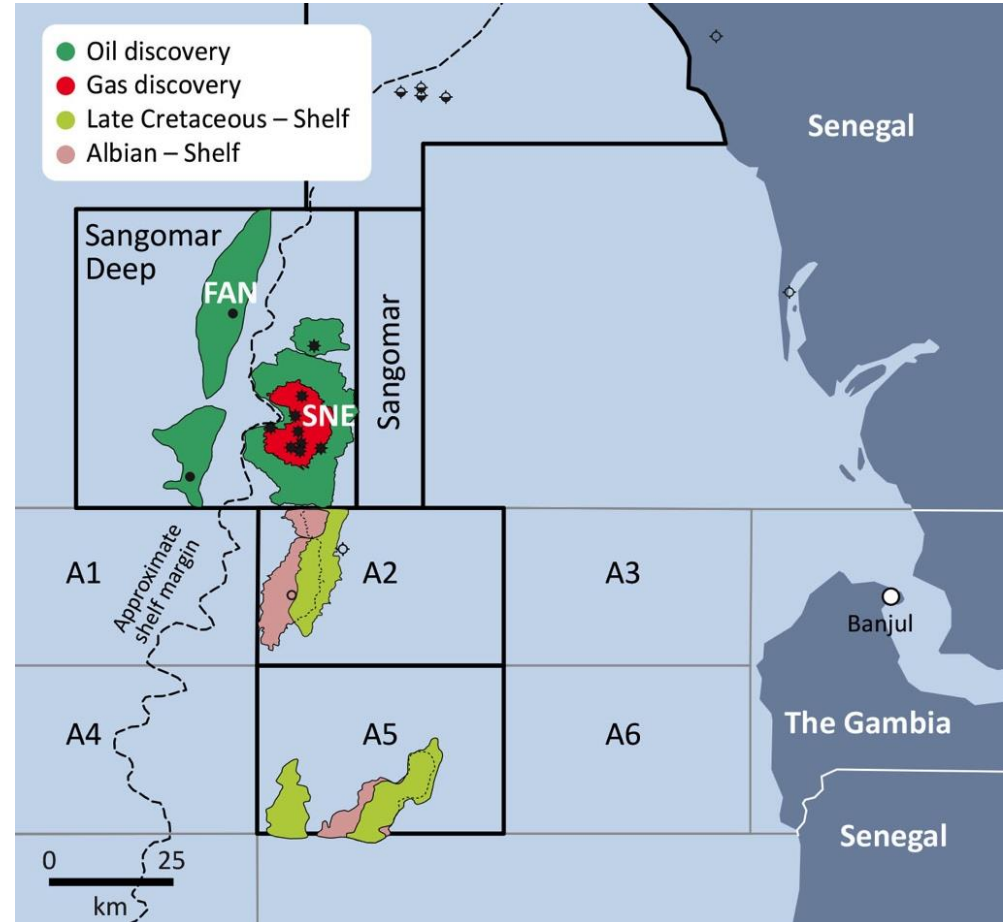 Oil discovery
Gas discovery
Late Cretaceous – Shelf
Albian – Shelf
Senegal
Sangomar
Deep
FAN
SNE
Sangomar
A1
Approximate
shelf margin
A2
A3
Banjul
A4
A5
A6
The Gambia
Senegal
0 25
km